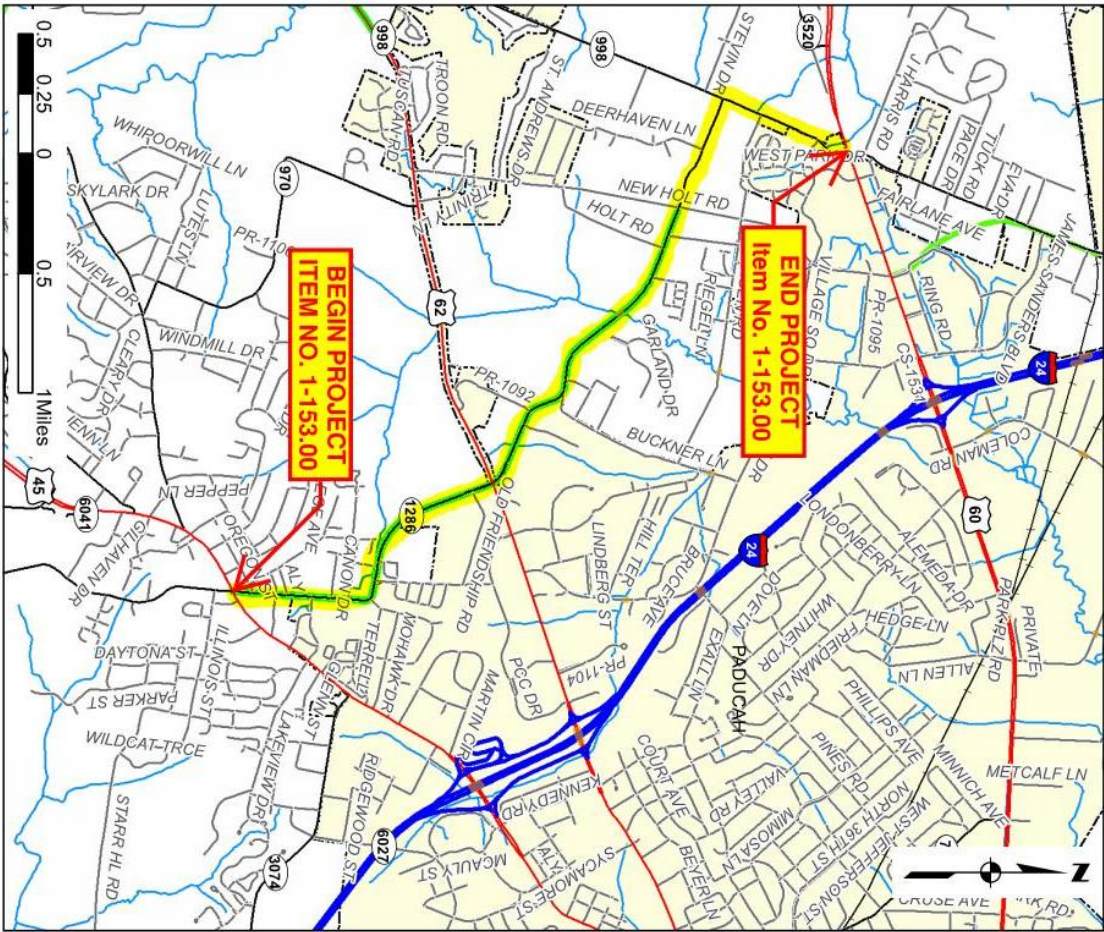 0.5
0.25
0
0.5
1Miles
998
3520
998
STEVIN DR
J HARRIS RD
TUCK RD
PACE DR
EVA DR
JAMES-SANDERS BLVD
ST. ANDREWS DR
TROON RD
TUSCAN RD
DEERHAVEN LN
WEST PARK DR
FAIRLANE AVE
WHIPOORWILL LN
970
TRINITY
NEW HOLT RD
HOLT RD
SKYLARK DR
LUTES LN
PR-1106
RIEGEL LN
VILLAGE SQ RD
PR-1095
RING RD
CS-1531
24
END PROJECT
Item No. 1-153.00
BEGIN PROJECT
ITEM NO. 1-153.00
62
CLEARY DR
WINDMILL DR
GARLAND DR
PR-1092
BUCKNER LN
COLEMAN RD
60
45
6041
PEPPER LN
1286
OLD FRIENDSHIP RD
LINDBERG ST
HILL TER
BRUCE AVE
24
LONDONBERRY LN
ALEMEDA DR
GILHAVEN DR
CANON DR
DOVE LN
WHITNEY DR
HEDGE LN
PRIVATE
DAYTONA ST
ILLINOIS ST
MOHAWK DR
PCC DR
PR-1104
EXALL LN
PADUCAH
FRIEDMAN LN
ALLEN LN
PARKER ST
MARTIN CIR
PHILLIPS AVE
WILDCAT TRCE
LAKEVIEW DR
KENNEDY RD
COURT AVE
VALLEY RD
PINES RD
MINNICH AVE
METCALF LN
STARR HL RD
RIDGEWOOD ST
6027
MCAULY ST
BEYER LN
MIMOSA LN
NORTH 36TH ST
WEST JEFFERSON ST
3074
SYCAMORE ST
CRUSE AVE
Z